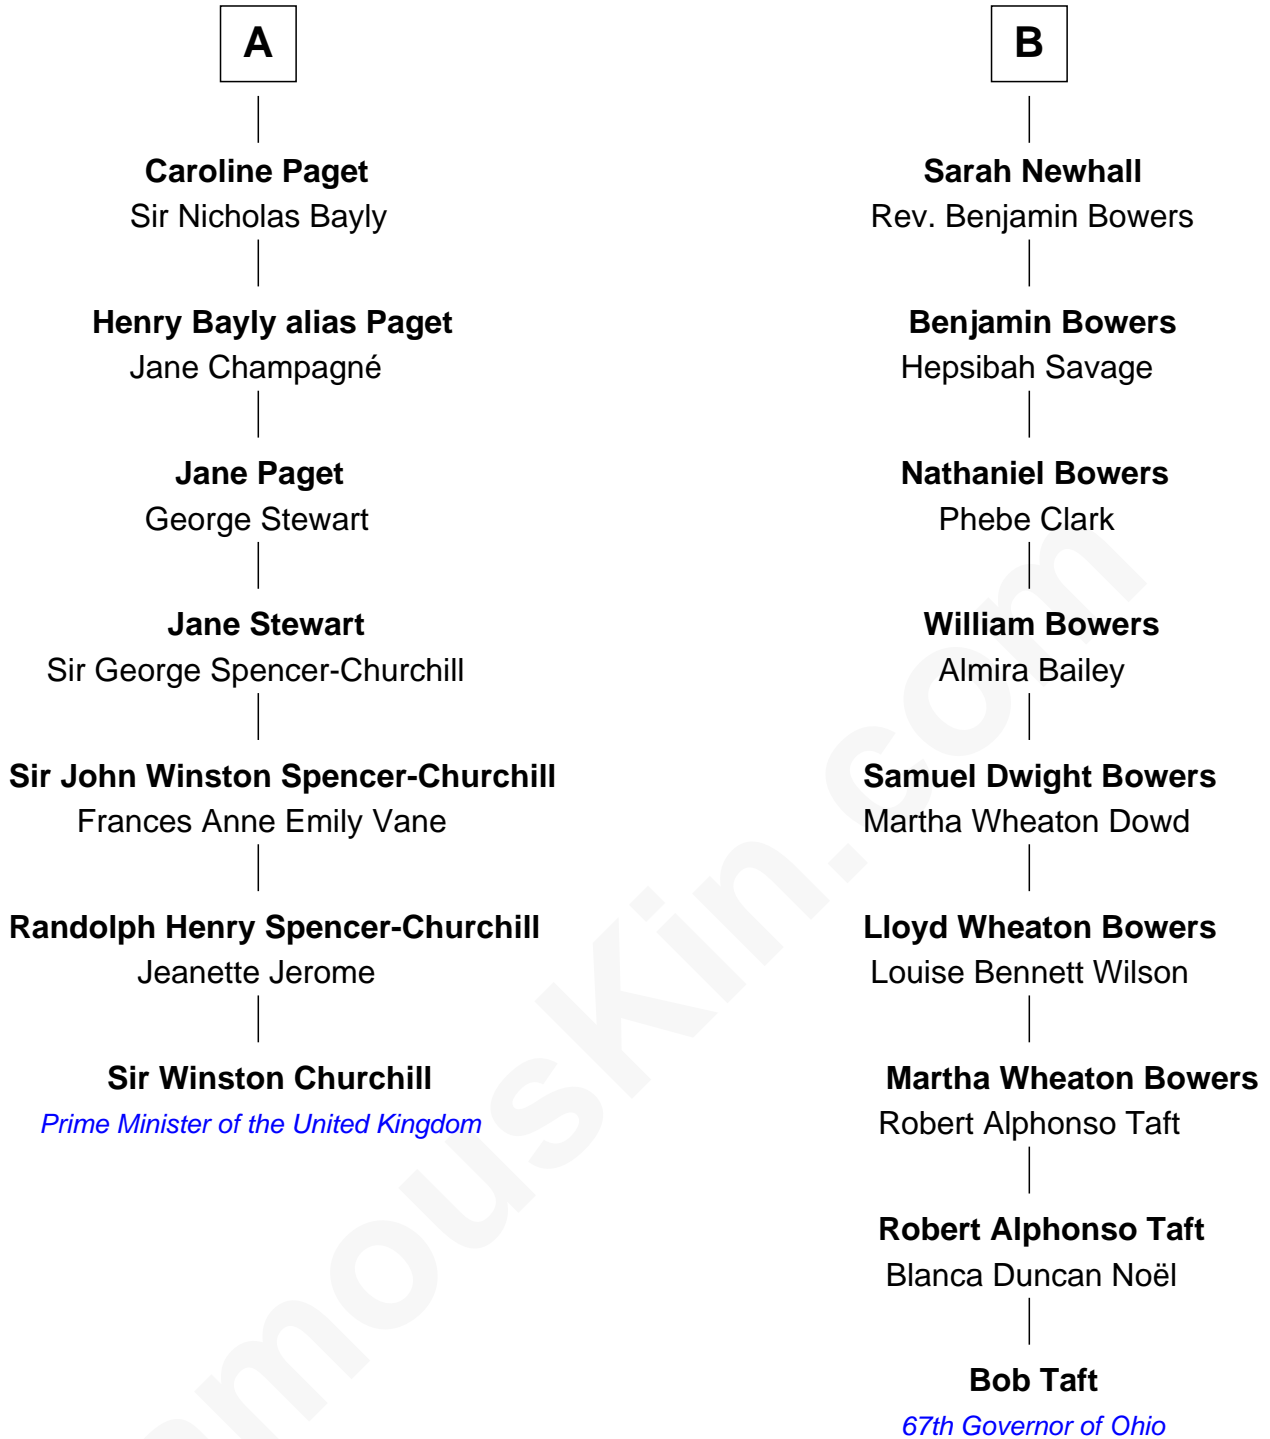 A
Caroline Paget
Sir Nicholas Bayly
Henry Bayly alias Paget
Jane Champagné
Jane Paget
George Stewart
Jane Stewart
Sir George Spencer-Churchill
Sir John Winston Spencer-Churchill
Frances Anne Emily Vane
Randolph Henry Spencer-Churchill
Jeanette Jerome
Sir Winston Churchill
Prime Minister of the United Kingdom
B
Sarah Newhall
Rev. Benjamin Bowers
Benjamin Bowers
Hepsibah Savage
Nathaniel Bowers
Phebe Clark
William Bowers
Almira Bailey
Samuel Dwight Bowers
Martha Wheaton Dowd
Lloyd Wheaton Bowers
Louise Bennett Wilson
Martha Wheaton Bowers
Robert Alphonso Taft
Robert Alphonso Taft
Blanca Duncan Noël
Bob Taft
67th Governor of Ohio
amousKin.com